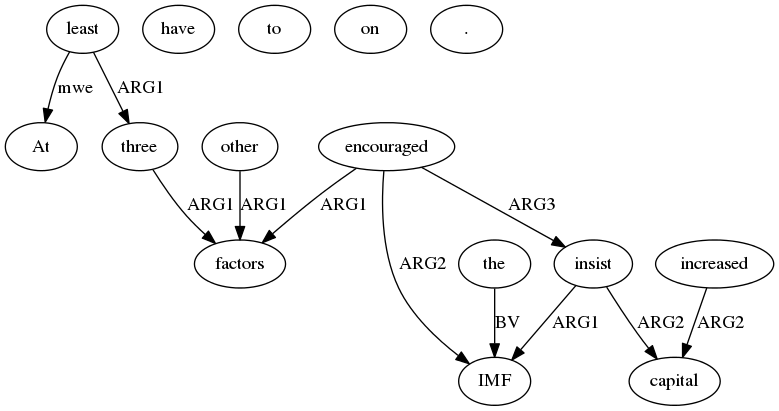 least have to on .
mwe ARG1
At three other encouraged
ARG1 ARG1 ARG1 ARG3
ARG2
factors the insist increased
BV ARG1 ARG2 ARG2
IMF capital